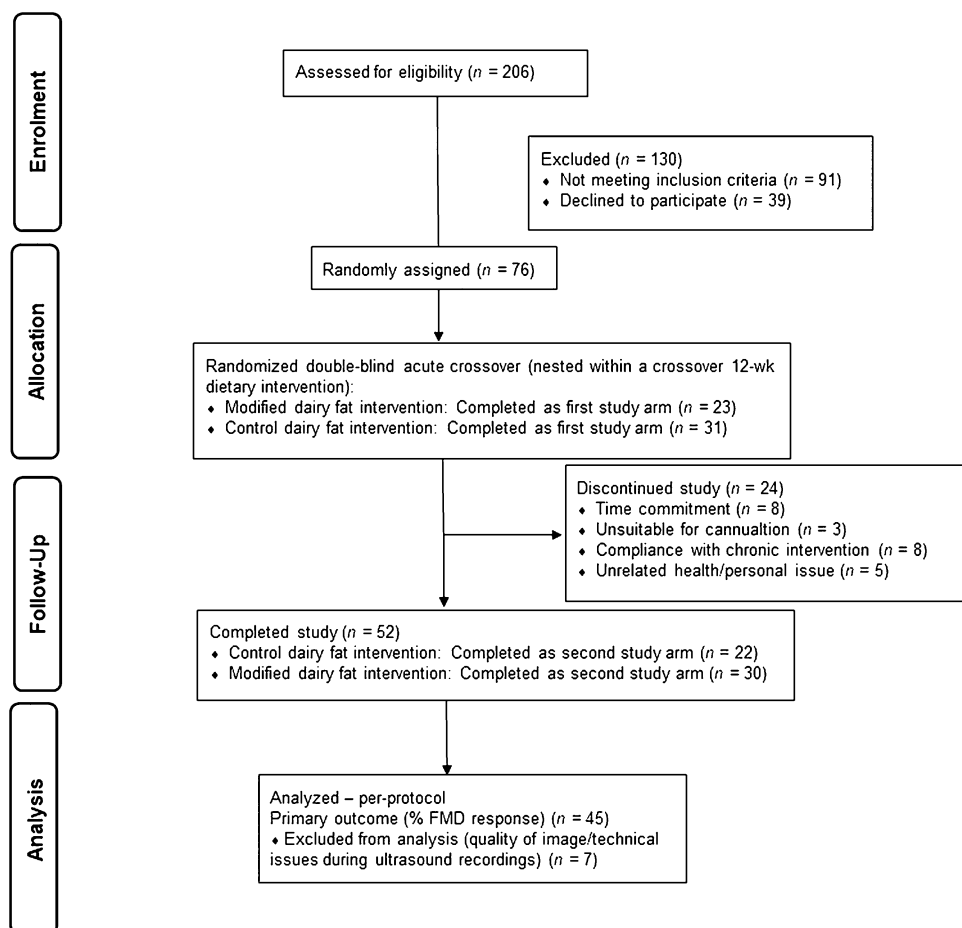 Enrolment
Assessed for eligibility (n = 206)
Excluded (n = 130)
♦ Not meeting inclusion criteria (n = 91)
♦ Declined to participate (n = 39)
Allocation
Randomly assigned (n = 76)
Randomized double-blind acute crossover (nested within a crossover 12-wk
dietary intervention):
♦ Modified dairy fat intervention: Completed as first study arm (n = 23)
♦ Control dairy fat intervention: Completed as first study arm (n = 31)
Follow-Up
Discontinued study (n = 24)
♦ Time commitment (n = 8)
♦ Unsuitable for cannualtion (n = 3)
♦ Compliance with chronic intervention (n = 8)
♦ Unrelated health/personal issue (n = 5)
Completed study (n = 52)
♦ Control dairy fat intervention: Completed as second study arm (n = 22)
♦ Modified dairy fat intervention: Completed as second study arm (n = 30)
Analysis
Analyzed – per-protocol
Primary outcome (% FMD response) (n = 45)
♦ Excluded from analysis (quality of image/technical
issues during ultrasound recordings) (n = 7)